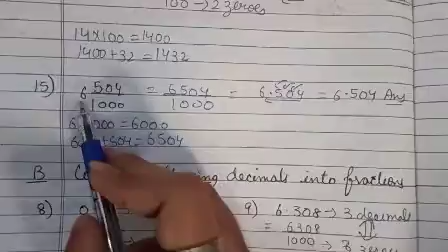 100 → 2 zeroes
14 × 100 = 1400
1400 + 32 = 1432
15) 6 504/1000 = 6504/1000 = 6.504 = 6.504 Ans
6 000 = 6000
504 = 6504
B decimals into fractions
8) 0. 9) 6.308 → 3 decimals
= 6308/1000 → 3 zeroes